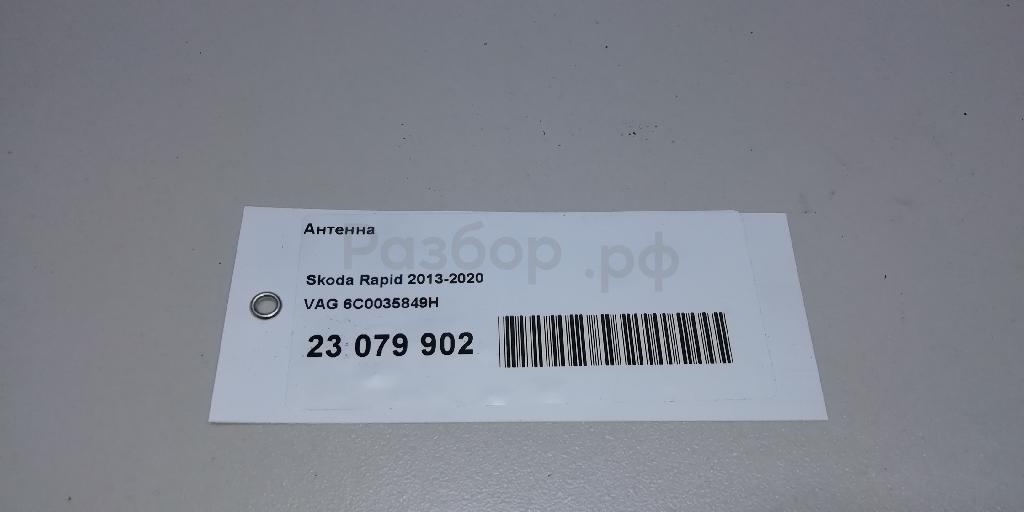 Антенна
Разбор.рф
Skoda Rapid 2013-2020
VAG 6C0035849H
23 079 902